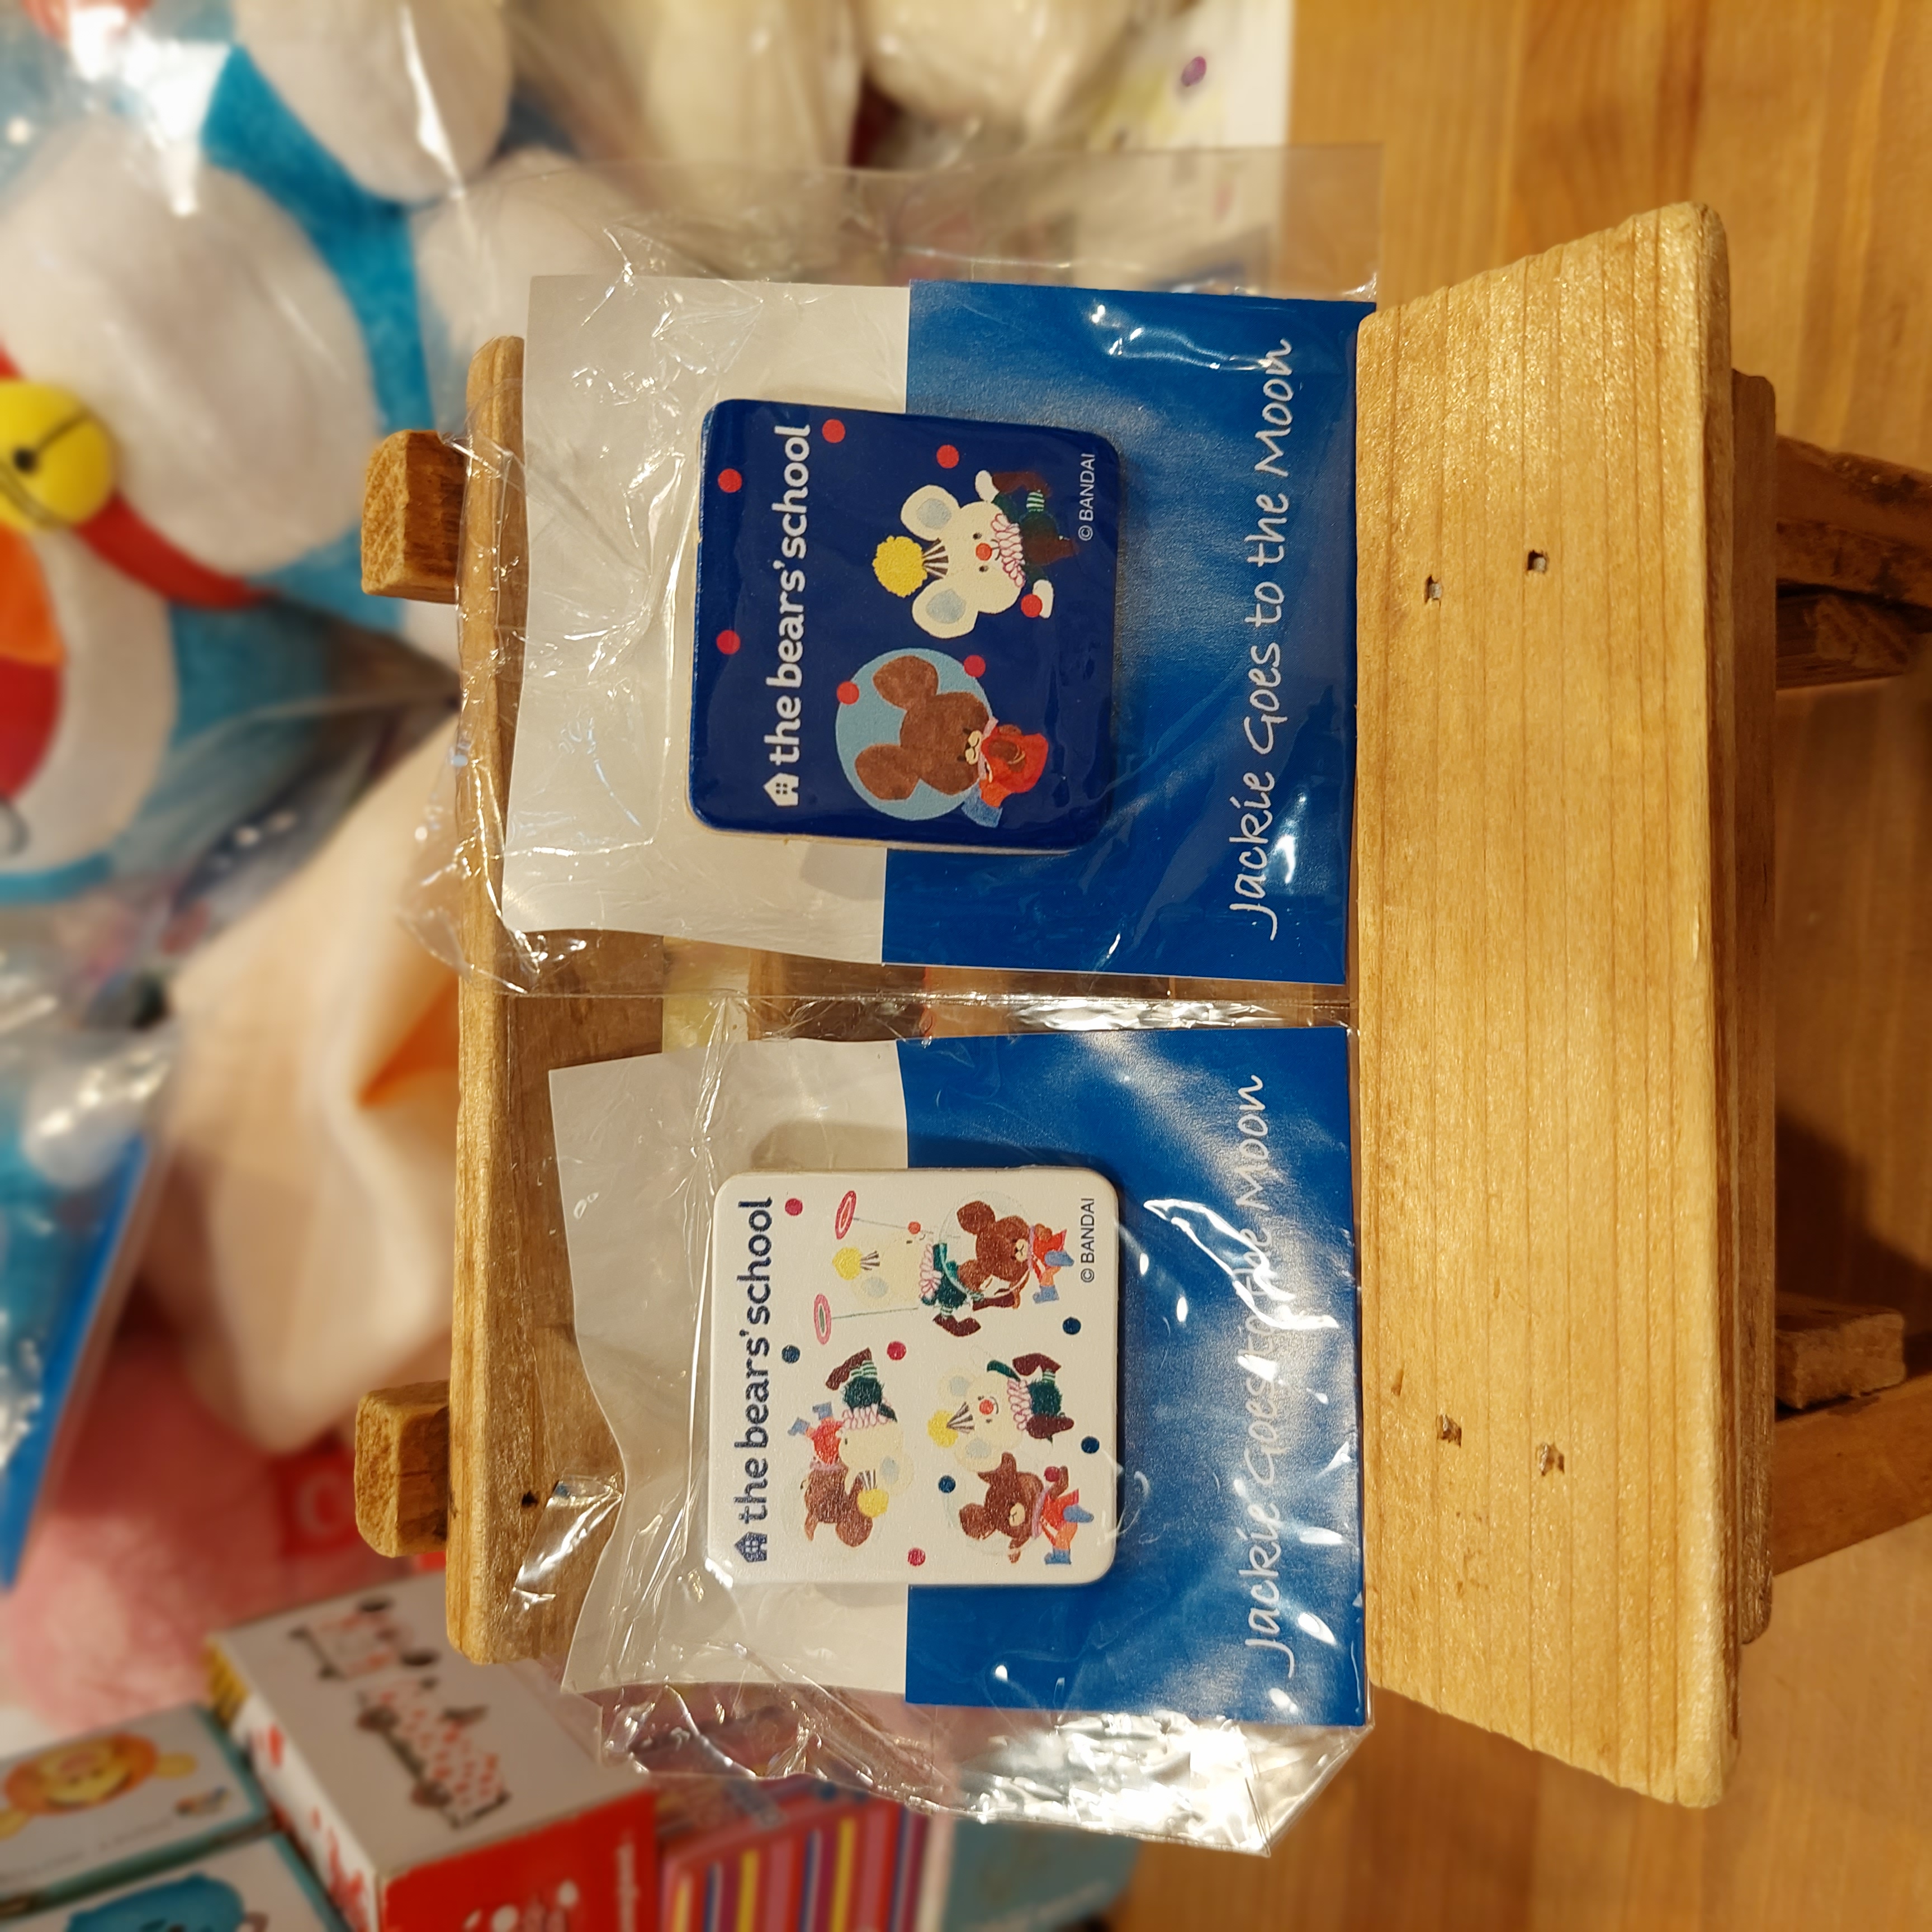 the bears' school
© BANDAI
Jackie Goes to the Moon
the bears' school
© BANDAI
Jackie Goes to the Moon